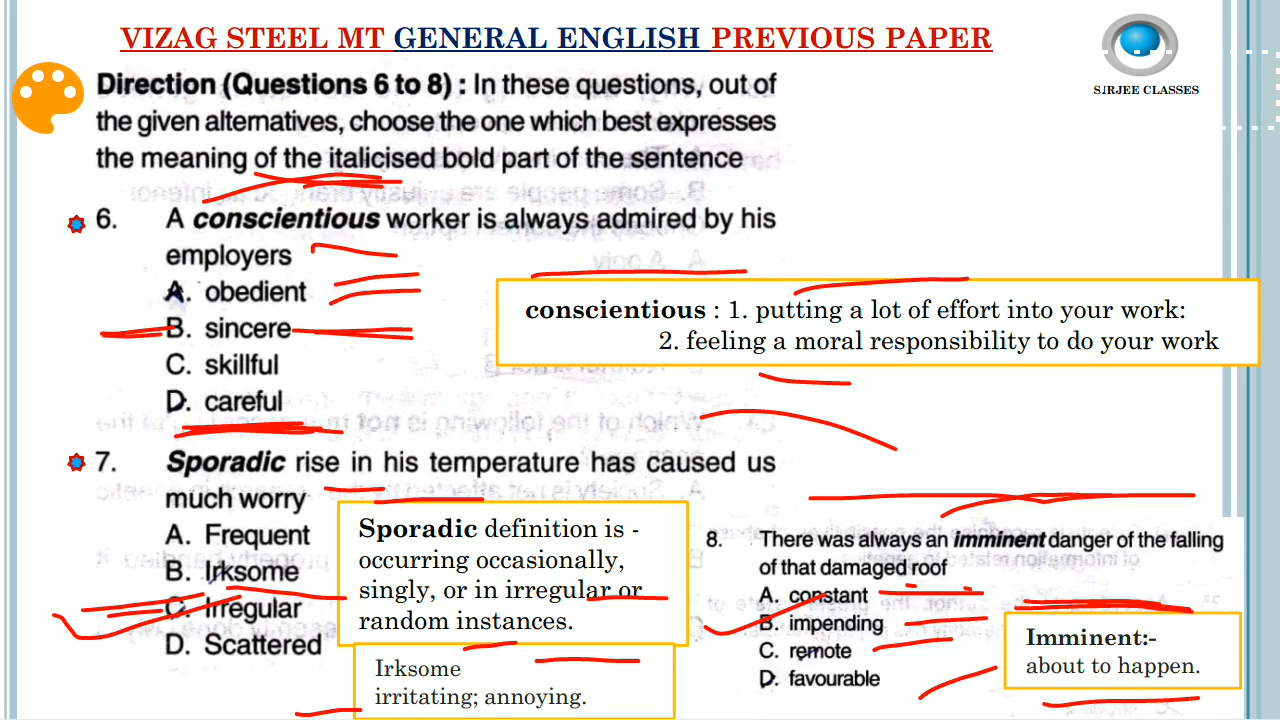 VIZAG STEEL MT GENERAL ENGLISH PREVIOUS PAPER
SIRJEE CLASSES
Direction (Questions 6 to 8) : In these questions, out of
the given alternatives, choose the one which best expresses
the meaning of the italicised bold part of the sentence
6. A conscientious worker is always admired by his
employers
A. obedient
B. sincere
C. skillful
D. careful
conscientious : 1. putting a lot of effort into your work:
2. feeling a moral responsibility to do your work
7. Sporadic rise in his temperature has caused us
much worry
A. Frequent
B. Irksome
C. Irregular
D. Scattered
Sporadic definition is -
occurring occasionally,
singly, or in irregular or
random instances.
Irksome
irritating; annoying.
8. There was always an imminent danger of the falling
of that damaged roof
A. constant
B. impending
C. remote
D. favourable
Imminent:-
about to happen.